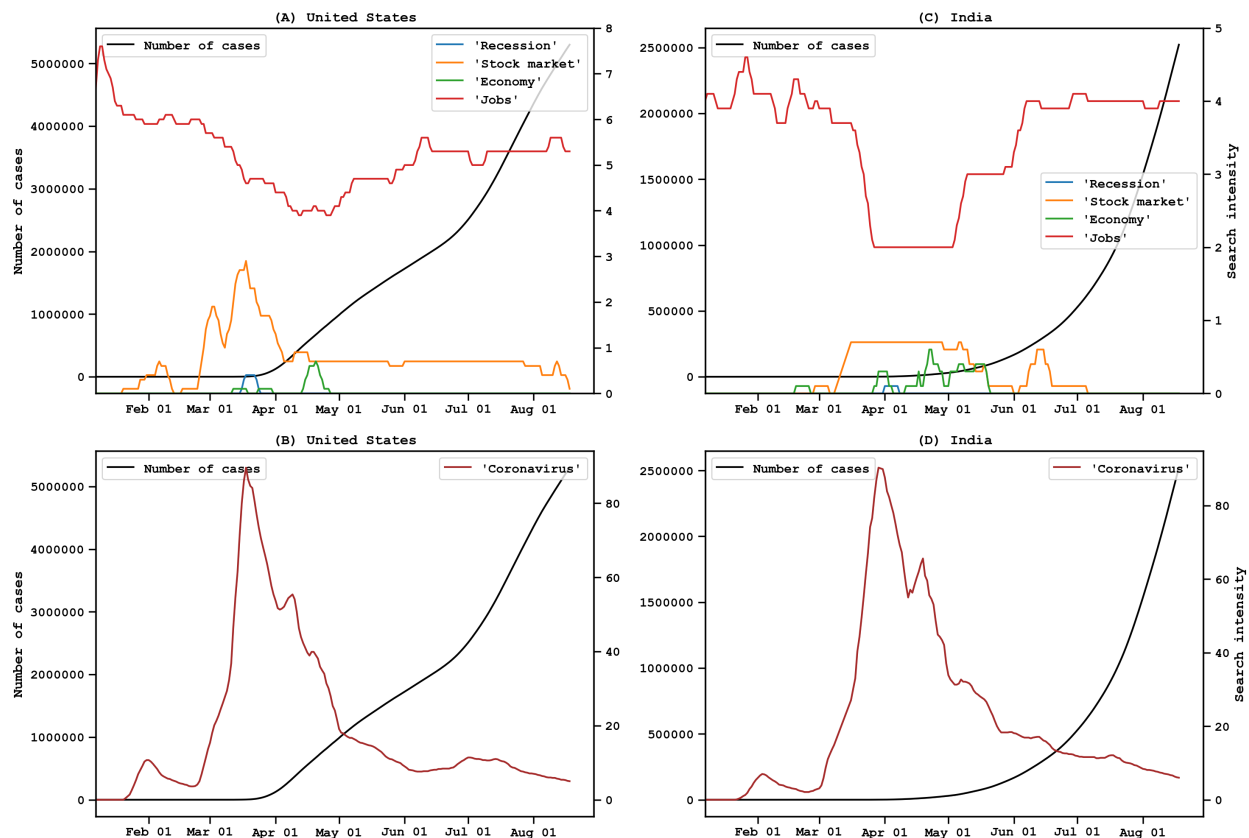 (A) United States
Number of cases
'Recession'
'Stock market'
'Economy'
'Jobs'
Number of cases
5000000
4000000
3000000
2000000
1000000
0
8
7
6
5
4
3
2
1
0
Feb 01 Mar 01 Apr 01 May 01 Jun 01 Jul 01 Aug 01
(C) India
Number of cases
'Recession'
'Stock market'
'Economy'
'Jobs'
Search intensity
2500000
2000000
1500000
1000000
500000
0
5
4
3
2
1
0
Feb 01 Mar 01 Apr 01 May 01 Jun 01 Jul 01 Aug 01
(B) United States
Number of cases
'Coronavirus'
Number of cases
5000000
4000000
3000000
2000000
1000000
0
80
60
40
20
0
Feb 01 Mar 01 Apr 01 May 01 Jun 01 Jul 01 Aug 01
(D) India
Number of cases
'Coronavirus'
Search intensity
2500000
2000000
1500000
1000000
500000
0
80
60
40
20
0
Feb 01 Mar 01 Apr 01 May 01 Jun 01 Jul 01 Aug 01